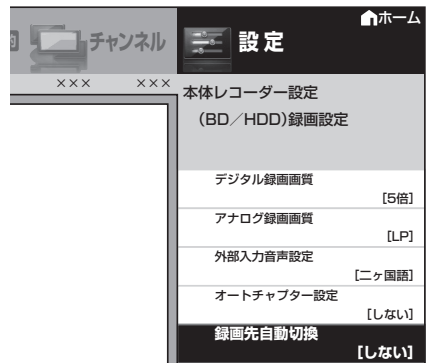 ホーム
チャンネル
設定
××× ×××
本体レコーダー設定
(BD/HDD)録画設定
デジタル録画画質
[5倍]
アナログ録画画質
[LP]
外部入力音声設定
[二ヶ国語]
オートチャプター設定
[しない]
録画先自動切換
[しない]